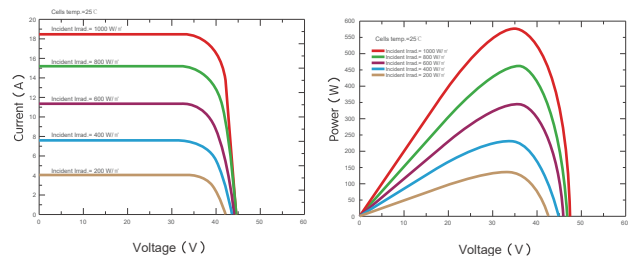 Cells temp.=25℃
Incident Irrad.= 1000 W/㎡
Incident Irrad.= 800 W/㎡
Incident Irrad.= 600 W/㎡
Incident Irrad.= 400 W/㎡
Incident Irrad.= 200 W/㎡
Current（A）
20
18
16
14
12
10
8
6
4
2
0
0 10 20 30 40 50 60
Voltage（V）
Cells temp.=25℃
Incident Irrad.= 1000 W/㎡
Incident Irrad.= 800 W/㎡
Incident Irrad.= 600 W/㎡
Incident Irrad.= 400 W/㎡
Incident Irrad.= 200 W/㎡
Power（W）
600
550
500
450
400
350
300
250
200
150
100
50
0
0 10 20 30 40 50 60
Voltage（V）